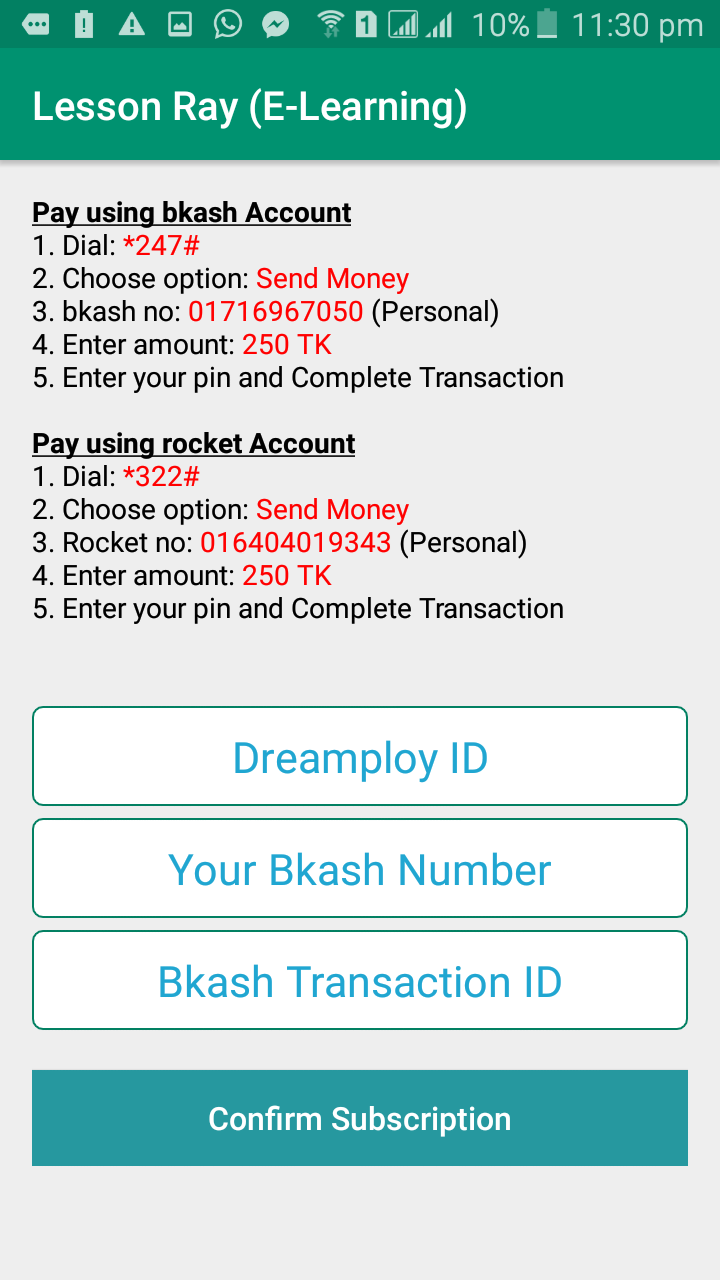 10% 11:30 pm
Lesson Ray (E-Learning)
Pay using bkash Account
1. Dial: *247#
2. Choose option: Send Money
3. bkash no: 01716967050 (Personal)
4. Enter amount: 250 TK
5. Enter your pin and Complete Transaction
Pay using rocket Account
1. Dial: *322#
2. Choose option: Send Money
3. Rocket no: 016404019343 (Personal)
4. Enter amount: 250 TK
5. Enter your pin and Complete Transaction
Dreamploy ID
Your Bkash Number
Bkash Transaction ID
Confirm Subscription